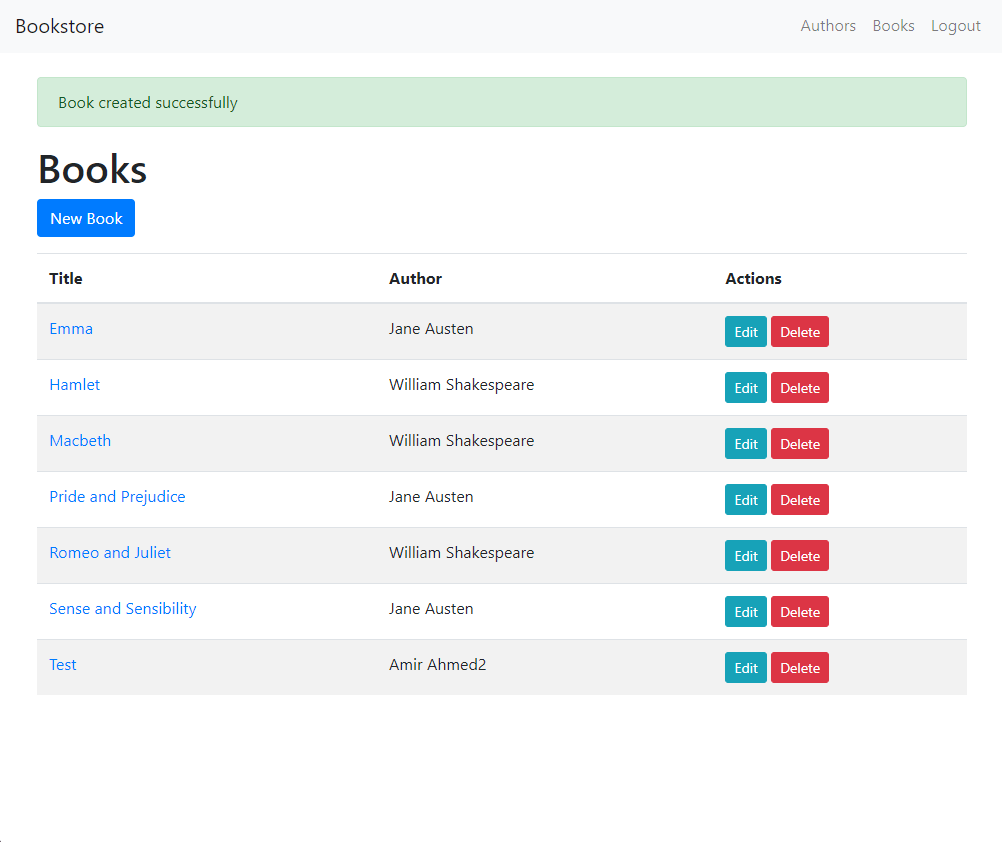 Bookstore Authors Books Logout
Book created successfully
Books
New Book
Title Author Actions
Emma Jane Austen Edit Delete
Hamlet William Shakespeare Edit Delete
Macbeth William Shakespeare Edit Delete
Pride and Prejudice Jane Austen Edit Delete
Romeo and Juliet William Shakespeare Edit Delete
Sense and Sensibility Jane Austen Edit Delete
Test Amir Ahmed2 Edit Delete